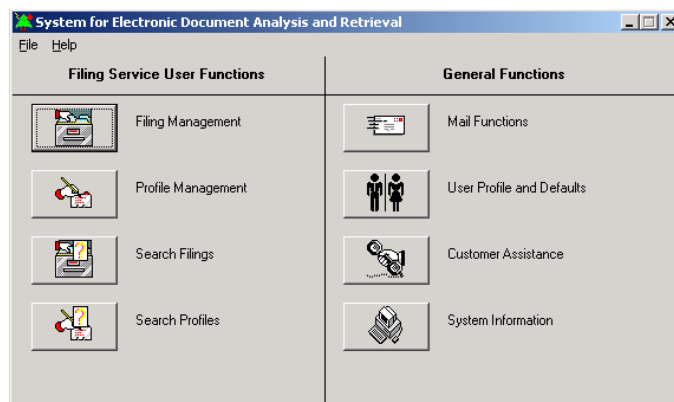 System for Electronic Document Analysis and Retrieval
File Help
Filing Service User Functions
General Functions
Filing Management
Mail Functions
Profile Management
User Profile and Defaults
Search Filings
Customer Assistance
Search Profiles
System Information